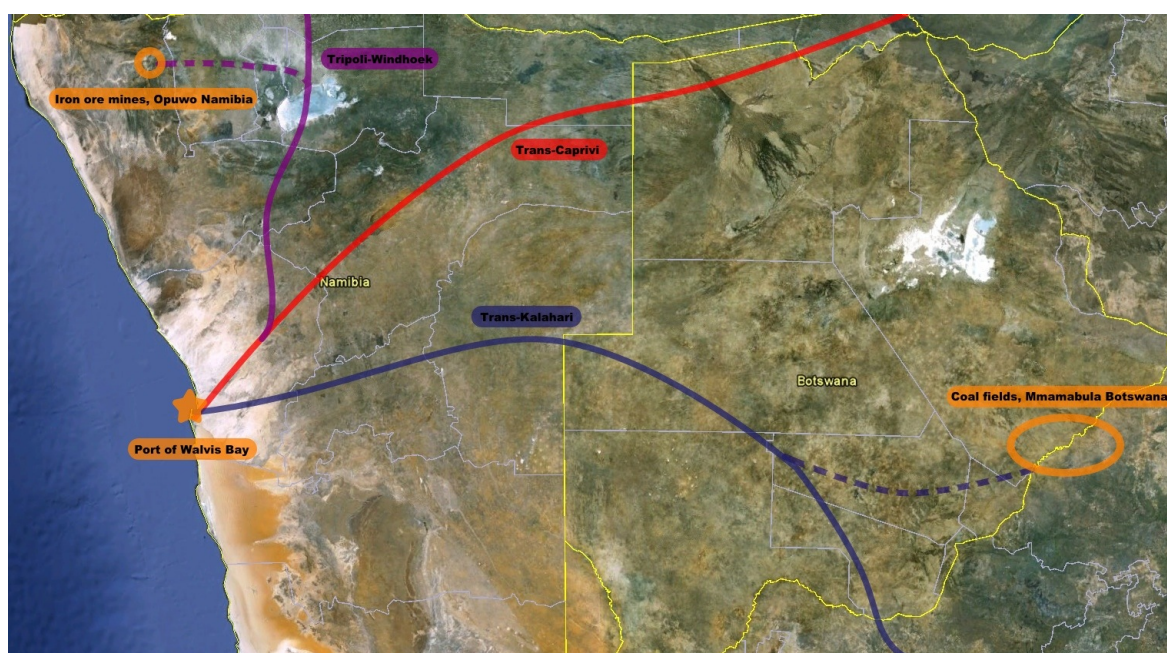 Tripoli-Windhoek
Iron ore mines, Opuwo Namibia
Trans-Caprivi
Namibia
Trans-Kalahari
Botswana
Coal fields, Mmamabula Botswana
Port of Walvis Bay